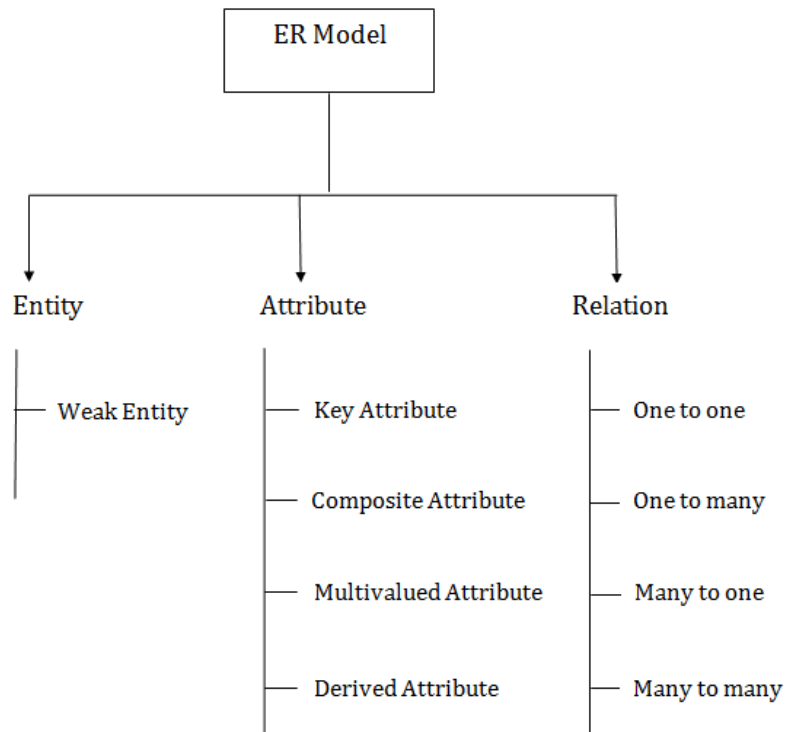 ER Model
Entity
Attribute
Relation
Weak Entity
Key Attribute
One to one
Composite Attribute
One to many
Multivalued Attribute
Many to one
Derived Attribute
Many to many